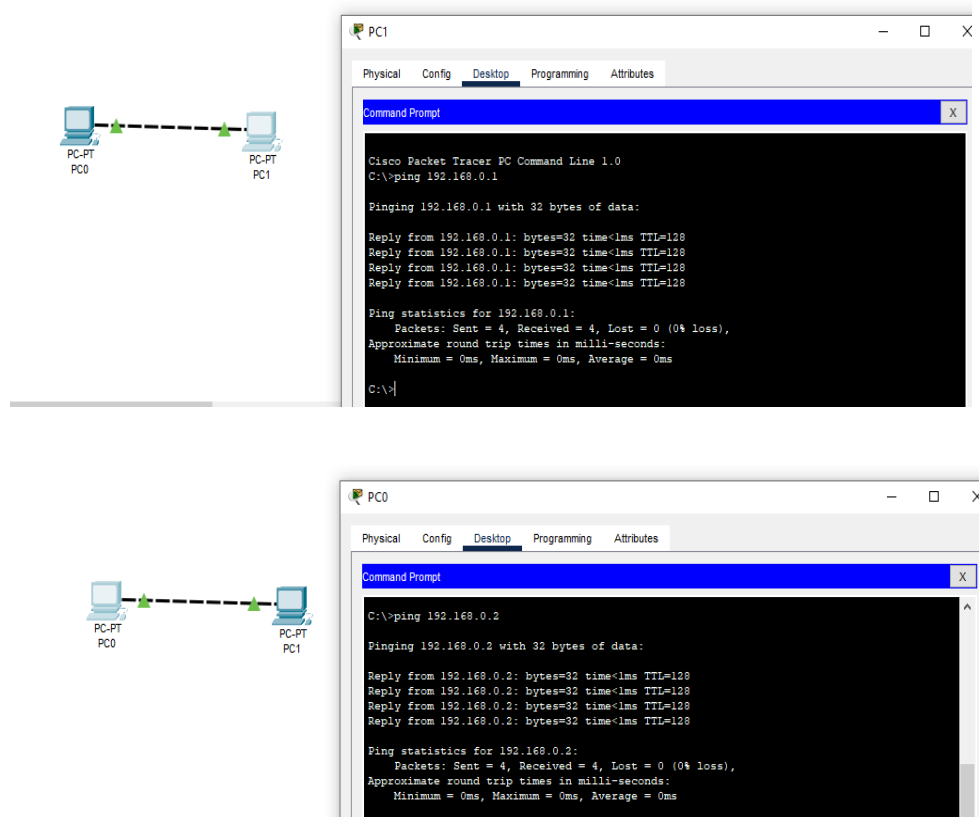 PC1
Physical Config Desktop Programming Attributes
Command Prompt
X
PC-PT
PC0
PC-PT
PC1
Cisco Packet Tracer PC Command Line 1.0
C:\>ping 192.168.0.1
Pinging 192.168.0.1 with 32 bytes of data:
Reply from 192.168.0.1: bytes=32 time<1ms TTL=128
Reply from 192.168.0.1: bytes=32 time<1ms TTL=128
Reply from 192.168.0.1: bytes=32 time<1ms TTL=128
Reply from 192.168.0.1: bytes=32 time<1ms TTL=128
Ping statistics for 192.168.0.1:
Packets: Sent = 4, Received = 4, Lost = 0 (0% loss),
Approximate round trip times in milli-seconds:
Minimum = 0ms, Maximum = 0ms, Average = 0ms
C:\>
PC0
Physical Config Desktop Programming Attributes
Command Prompt
X
PC-PT
PC0
PC-PT
PC1
C:\>ping 192.168.0.2
Pinging 192.168.0.2 with 32 bytes of data:
Reply from 192.168.0.2: bytes=32 time<1ms TTL=128
Reply from 192.168.0.2: bytes=32 time<1ms TTL=128
Reply from 192.168.0.2: bytes=32 time<1ms TTL=128
Reply from 192.168.0.2: bytes=32 time<1ms TTL=128
Ping statistics for 192.168.0.2:
Packets: Sent = 4, Received = 4, Lost = 0 (0% loss),
Approximate round trip times in milli-seconds:
Minimum = 0ms, Maximum = 0ms, Average = 0ms